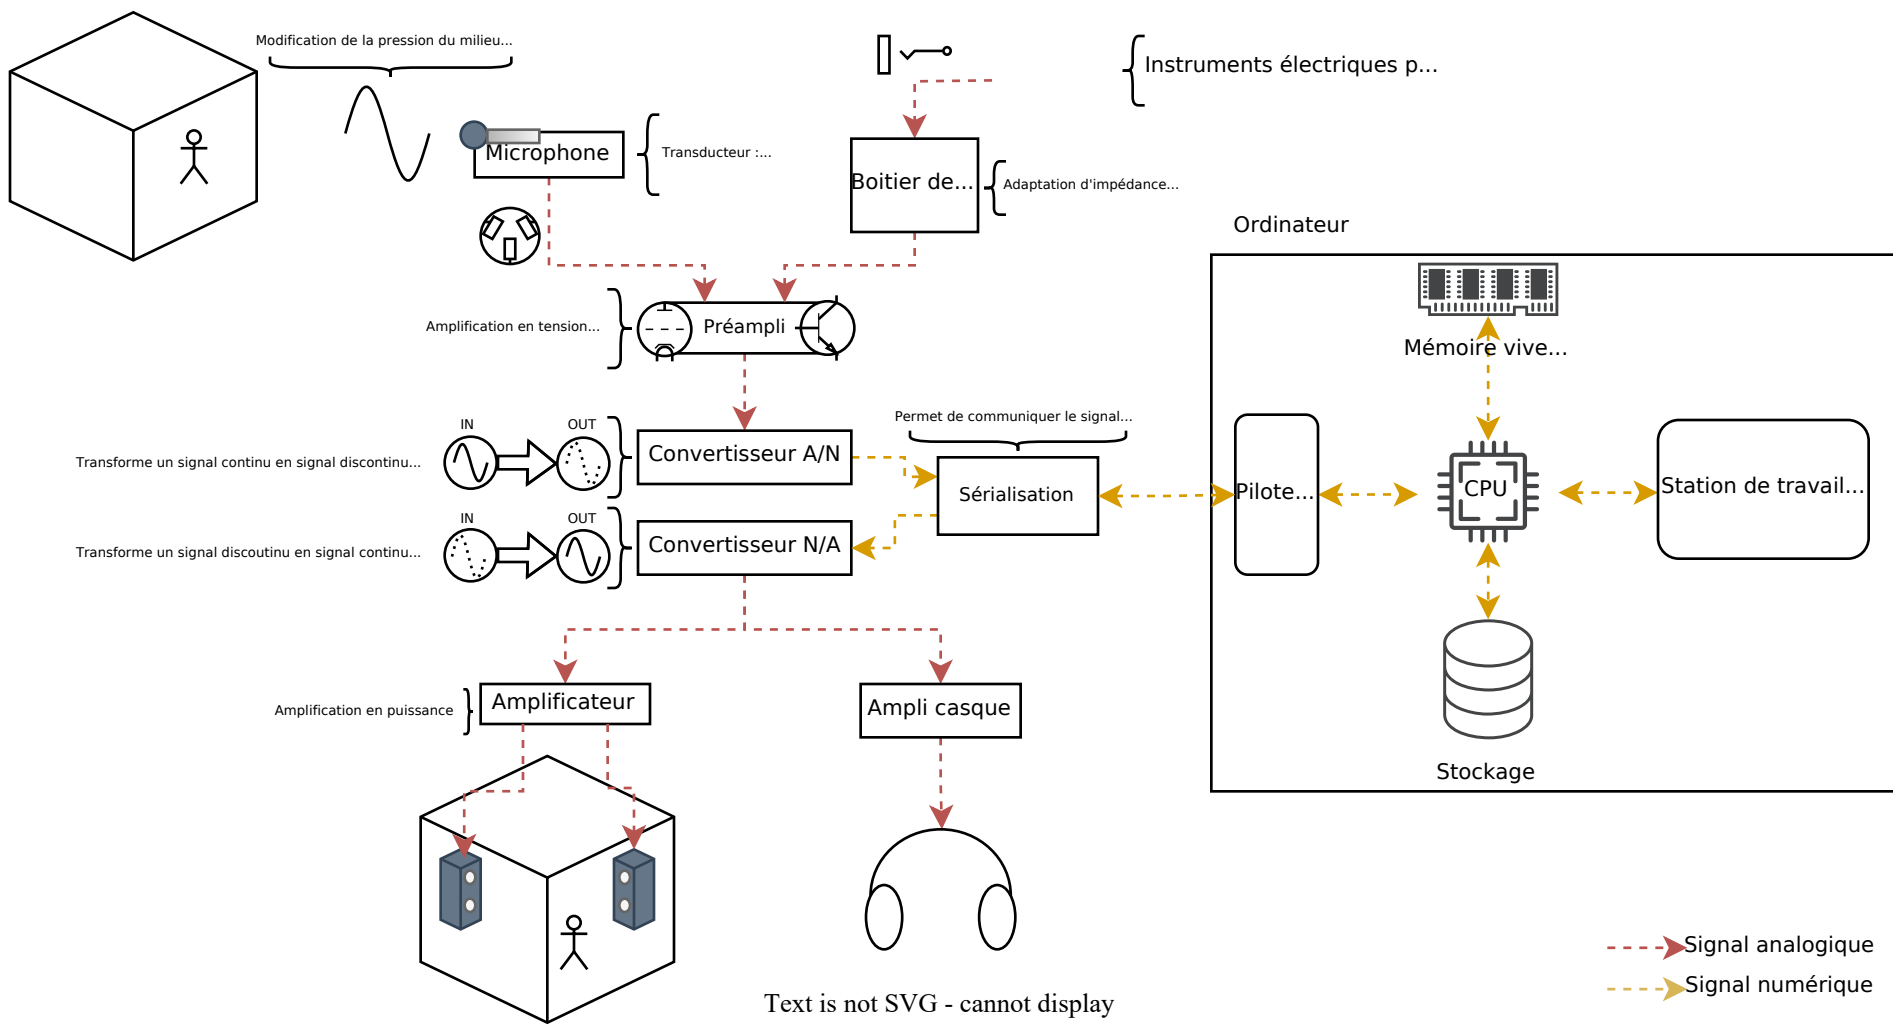 Modification de la pression du milieu...
Instruments électriques p...
Microphone
Transducteur :...
Boitier de...
Adaptation d'impédance...
Ordinateur
Amplification en tension...
Préampli
Mémoire vive...
Permet de communiquer le signal...
IN
OUT
Transforme un signal continu en signal discontinu...
Convertisseur A/N
Sérialisation
Pilote...
CPU
Station de travail...
IN
OUT
Transforme un signal discoutinu en signal continu...
Convertisseur N/A
Amplification en puissance
Amplificateur
Ampli casque
Stockage
Signal analogique
Signal numérique
Text is not SVG - cannot display